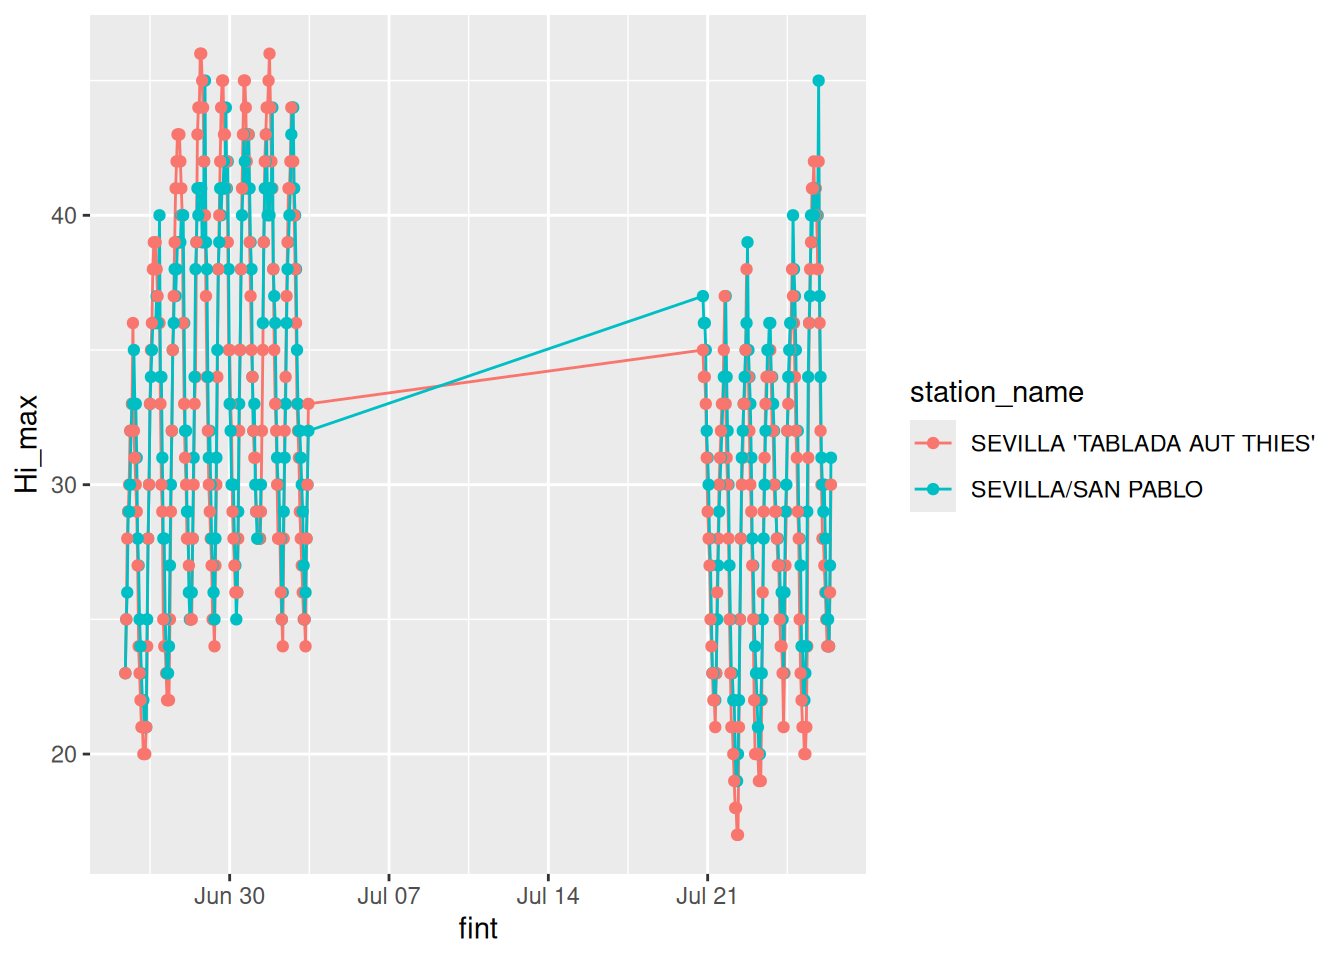 40
30
20
Hi_max
Jun 30
Jul 07
Jul 14
Jul 21
fint
station_name
SEVILLA 'TABLADA AUT THIES'
SEVILLA/SAN PABLO